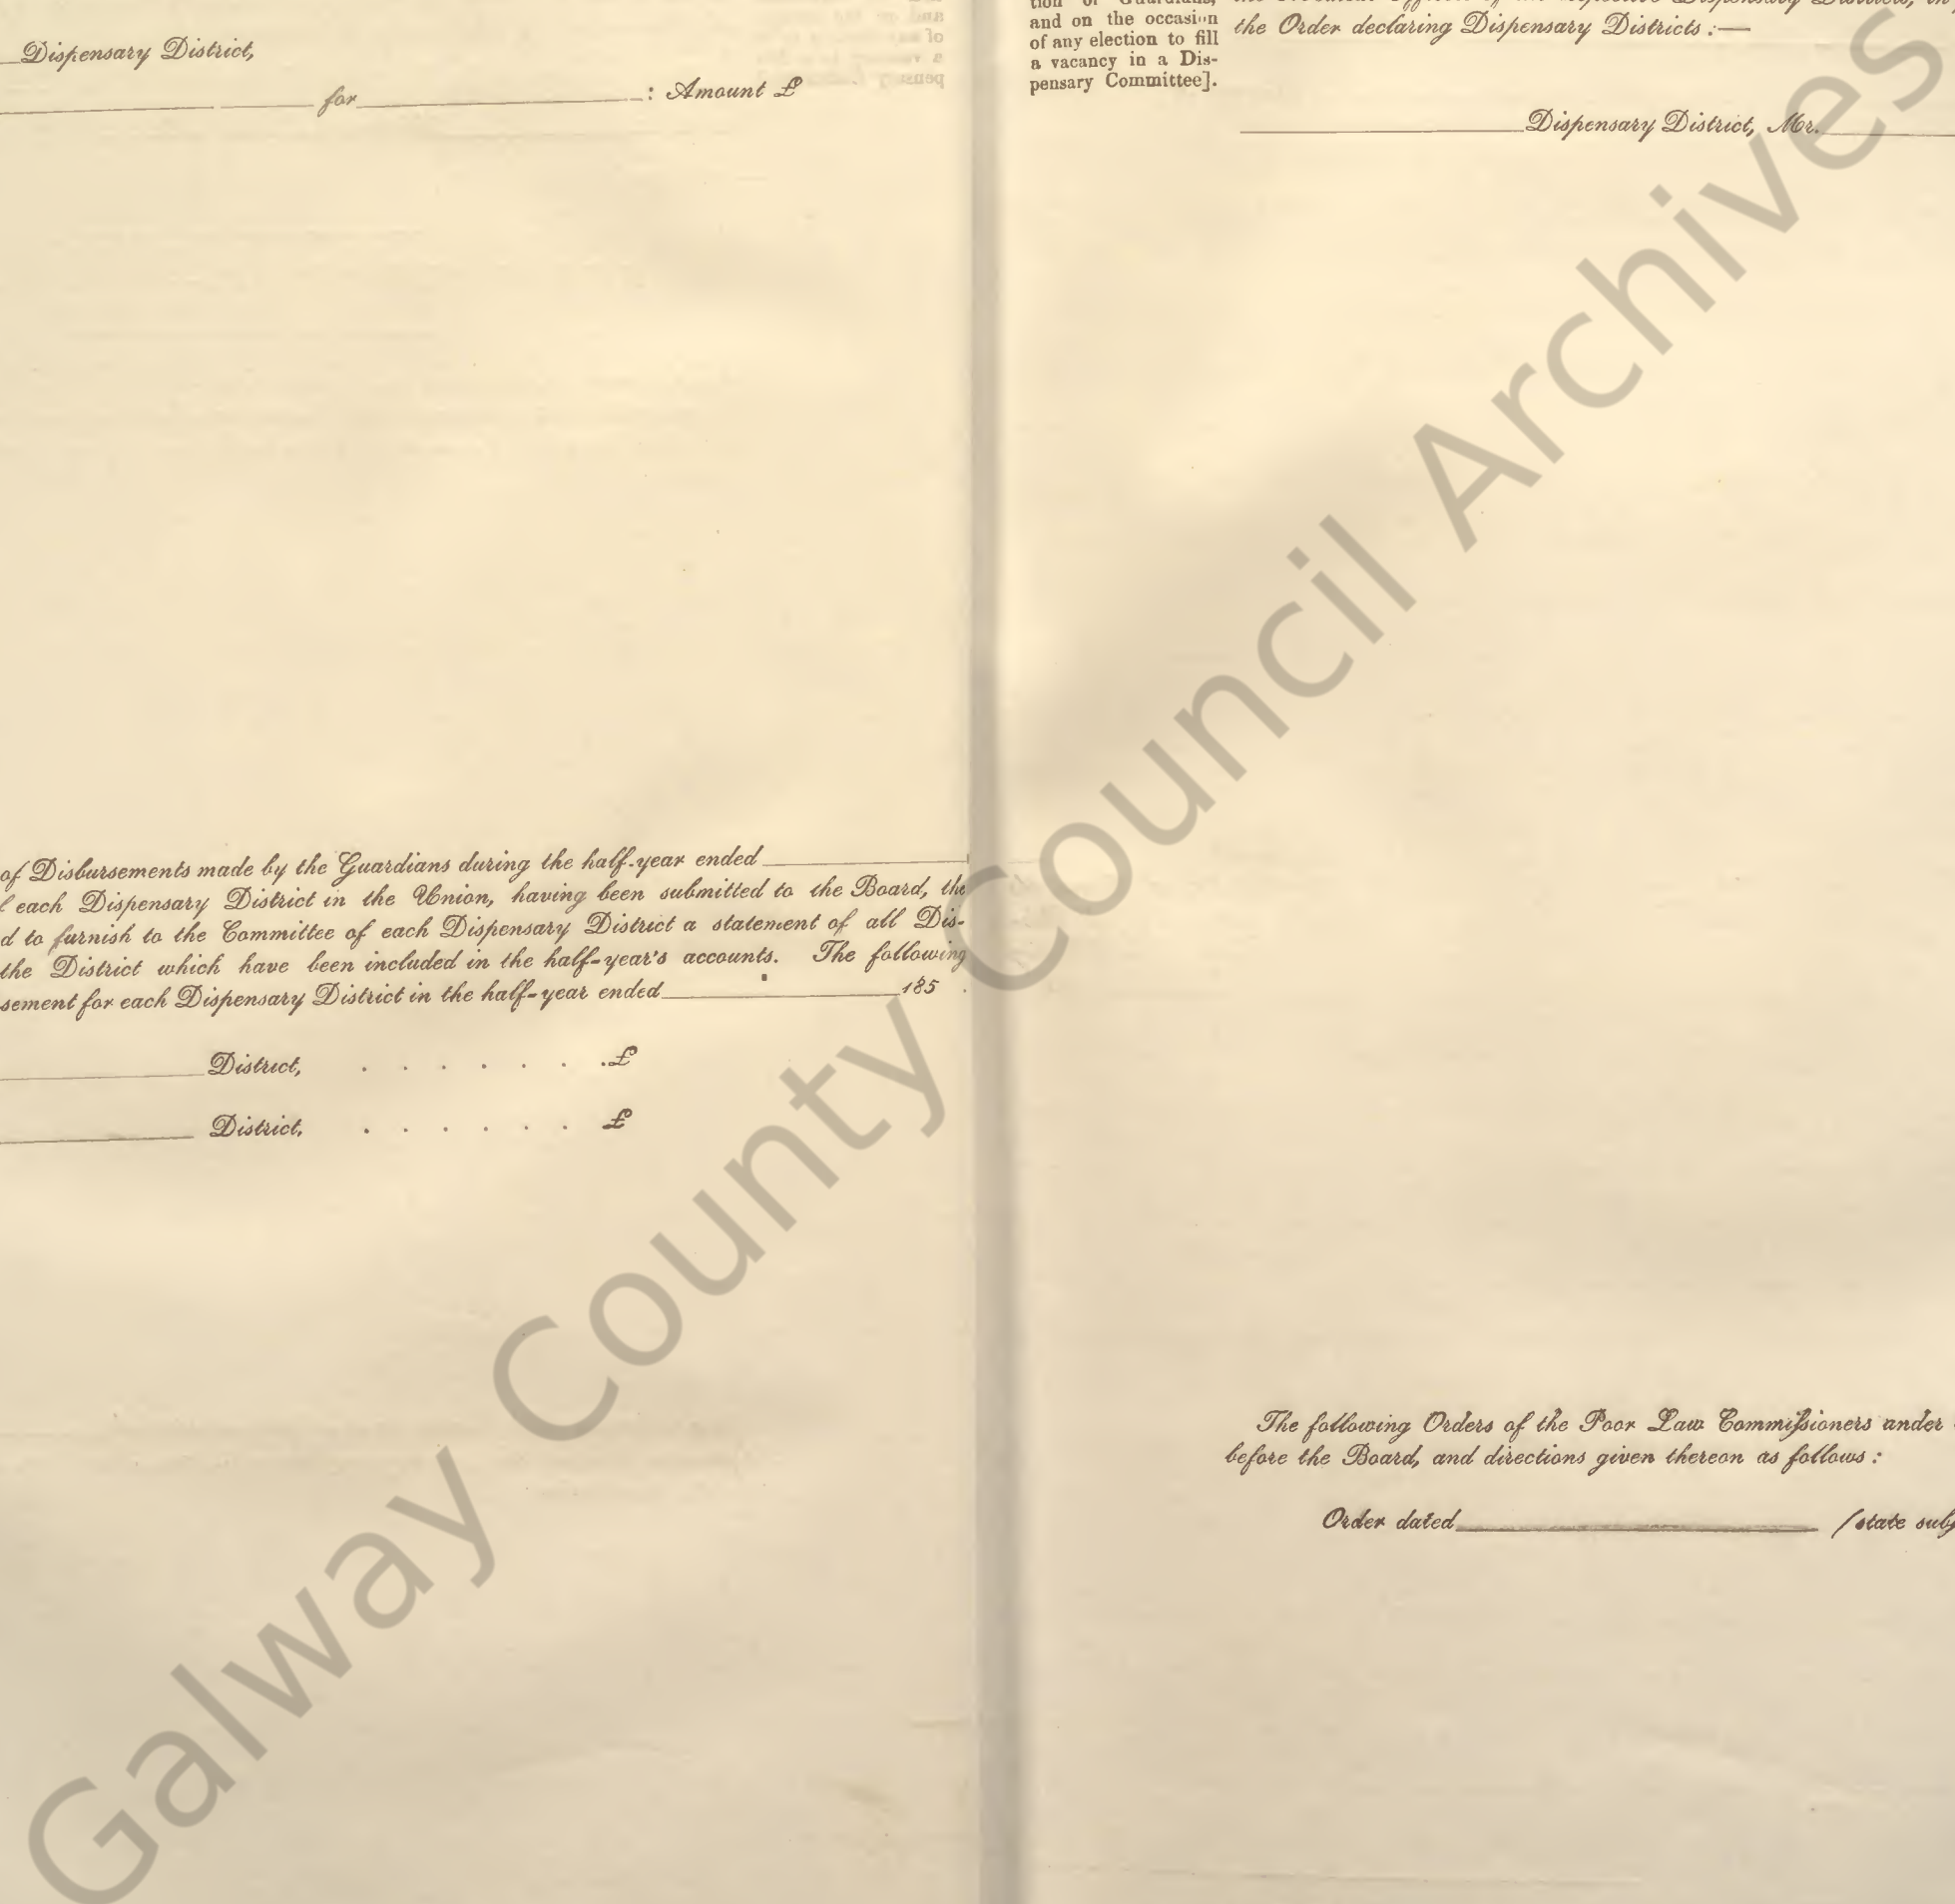 Dispensary District,
for : Amount £
of Disbursements made by the Guardians during the half-year ended
each Dispensary District in the Union, having been submitted to the Board, the
d to furnish to the Committee of each Dispensary District a statement of all Dis-
the District which have been included in the half-year's accounts. The following
sement for each Dispensary District in the half-year ended 185
District, . . . . . . . £
District, . . . . . . £
tion of Guardians,
and on the occasion
of any election to fill
a vacancy in a Dis-
pensary Committee].
the Order declaring Dispensary Districts :—
Dispensary District, Mr.
The following Orders of the Poor Law Commissioners under
before the Board, and directions given thereon as follows :
Order dated (state subj
Galway County Council Archives